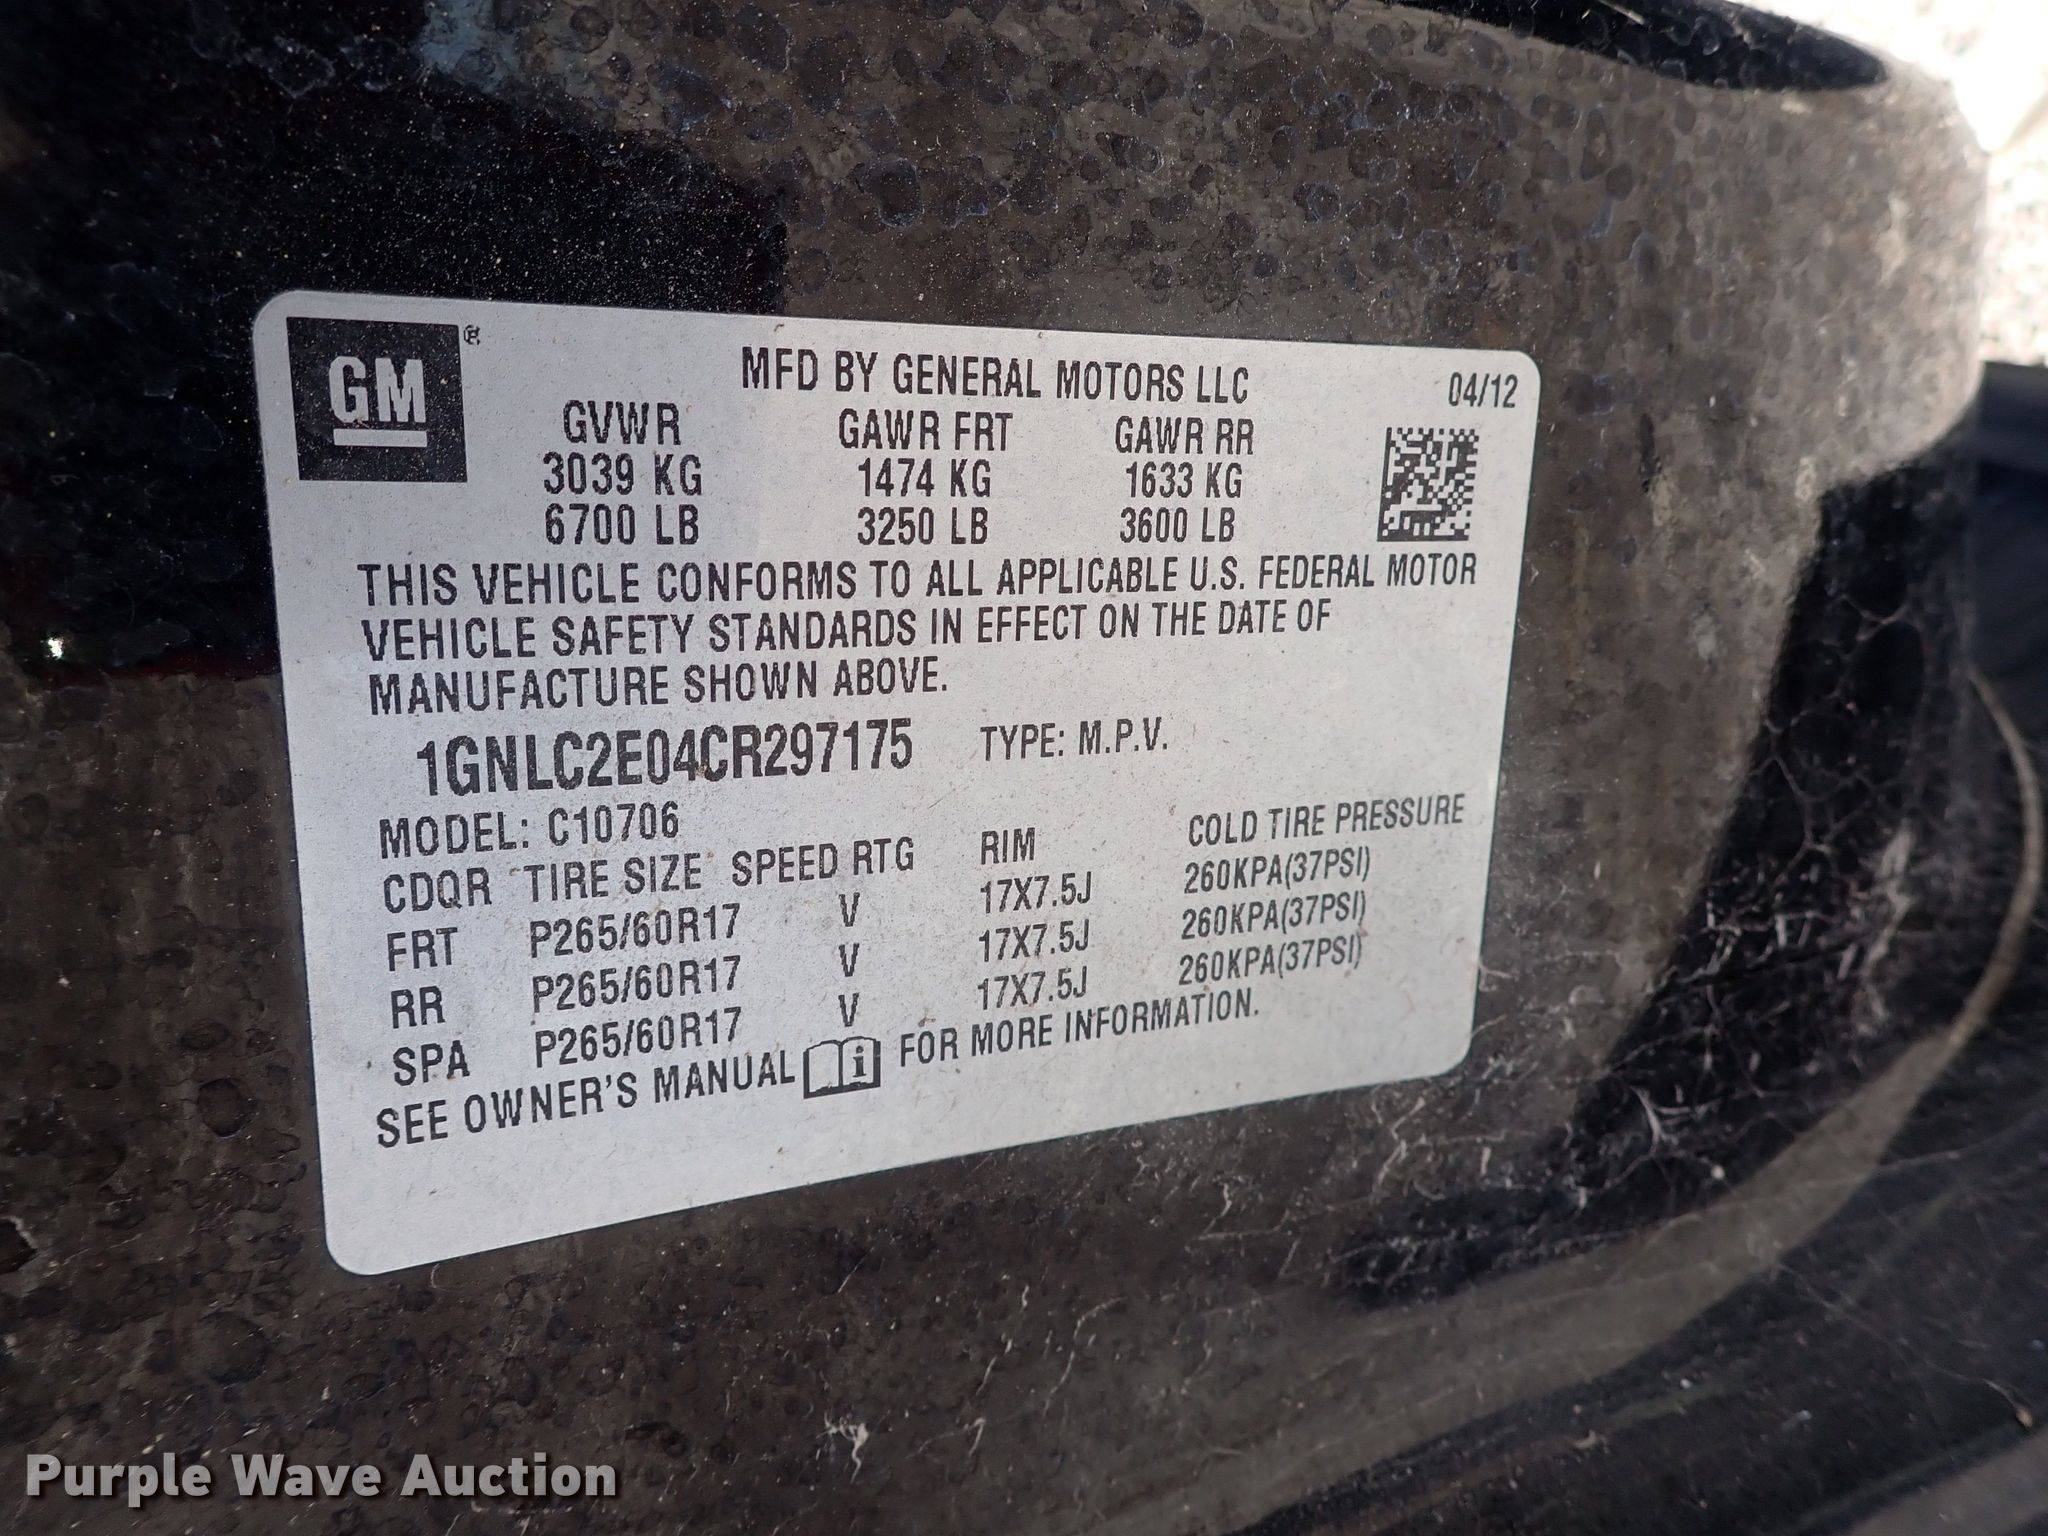 GM®
MFD BY GENERAL MOTORS LLC 04/12
GVWR GAWR FRT GAWR RR
3039 KG 1474 KG 1633 KG
6700 LB 3250 LB 3600 LB
THIS VEHICLE CONFORMS TO ALL APPLICABLE U.S. FEDERAL MOTOR
VEHICLE SAFETY STANDARDS IN EFFECT ON THE DATE OF
MANUFACTURE SHOWN ABOVE.
1GNLC2E04CR297175 TYPE: M.P.V.
MODEL: C10706
CDQR TIRE SIZE SPEED RTG RIM COLD TIRE PRESSURE
FRT P265/60R17 V 17X7.5J 260KPA(37PSI)
RR P265/60R17 V 17X7.5J 260KPA(37PSI)
SPA P265/60R17 V 17X7.5J 260KPA(37PSI)
SEE OWNER'S MANUAL i FOR MORE INFORMATION.
Purple Wave Auction